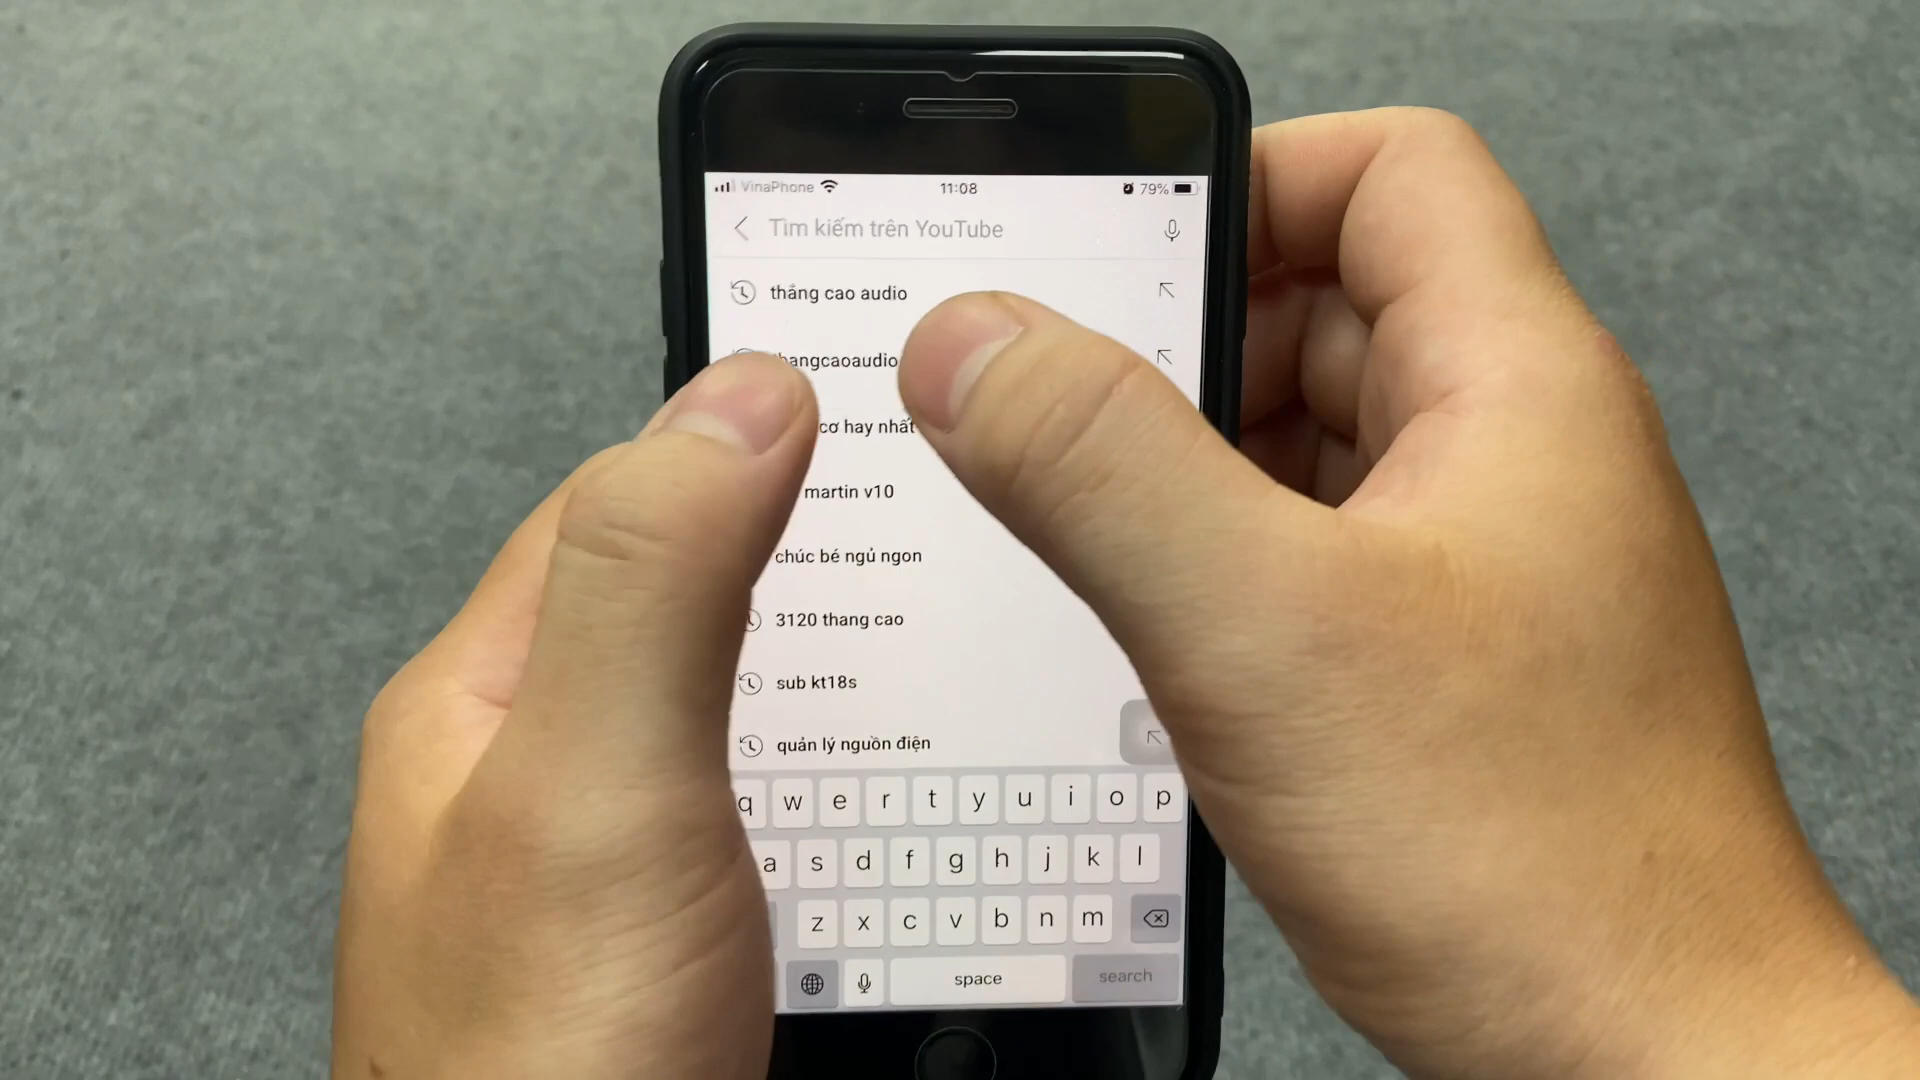 VinaPhone 11:08 79%
Tìm kiếm trên YouTube
thắng cao audio
hangcaoaudio
cơ hay nhất
martin v10
chúc bé ngủ ngon
3120 thang cao
sub kt18s
quản lý nguồn điện
q w e r t y u i o p
a s d f g h j k l
z x c v b n m
space search